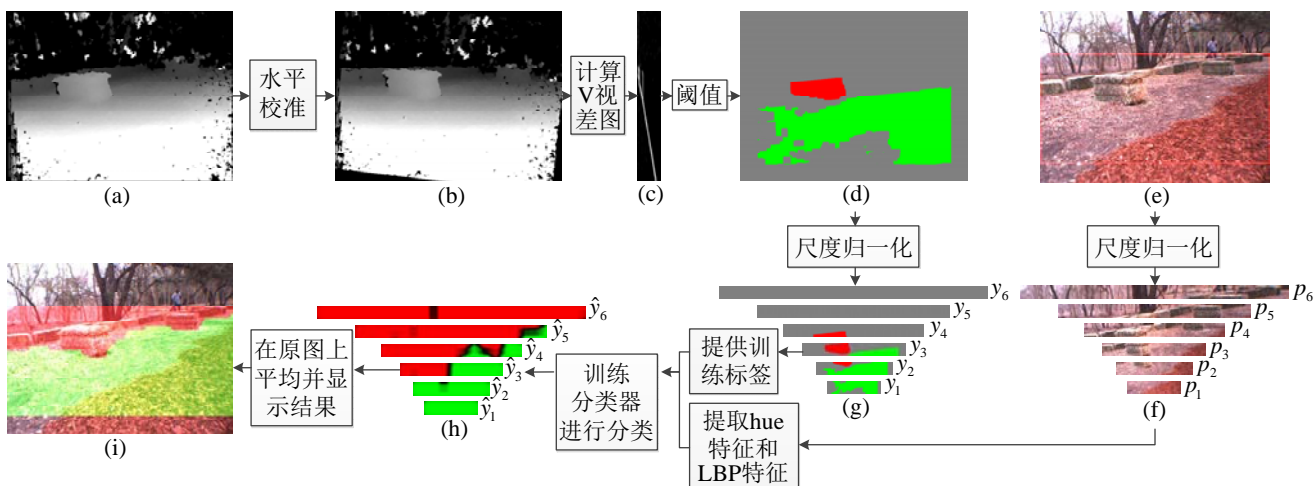 水平
校准
计算
V视
差图
阈值
(a)
(b)
(c)
(d)
(e)
尺度归一化
尺度归一化
y₆
y₅
y₄
y₃
y₂
y₁
(g)
p₆
p₅
p₄
p₃
p₂
p₁
(f)
提供训
练标签
提取hue
特征和
LBP特征
训练
分类器
进行分类
ŷ₆
ŷ₅
ŷ₄
ŷ₃
ŷ₂
ŷ₁
(h)
在原图上
平均并显
示结果
(i)